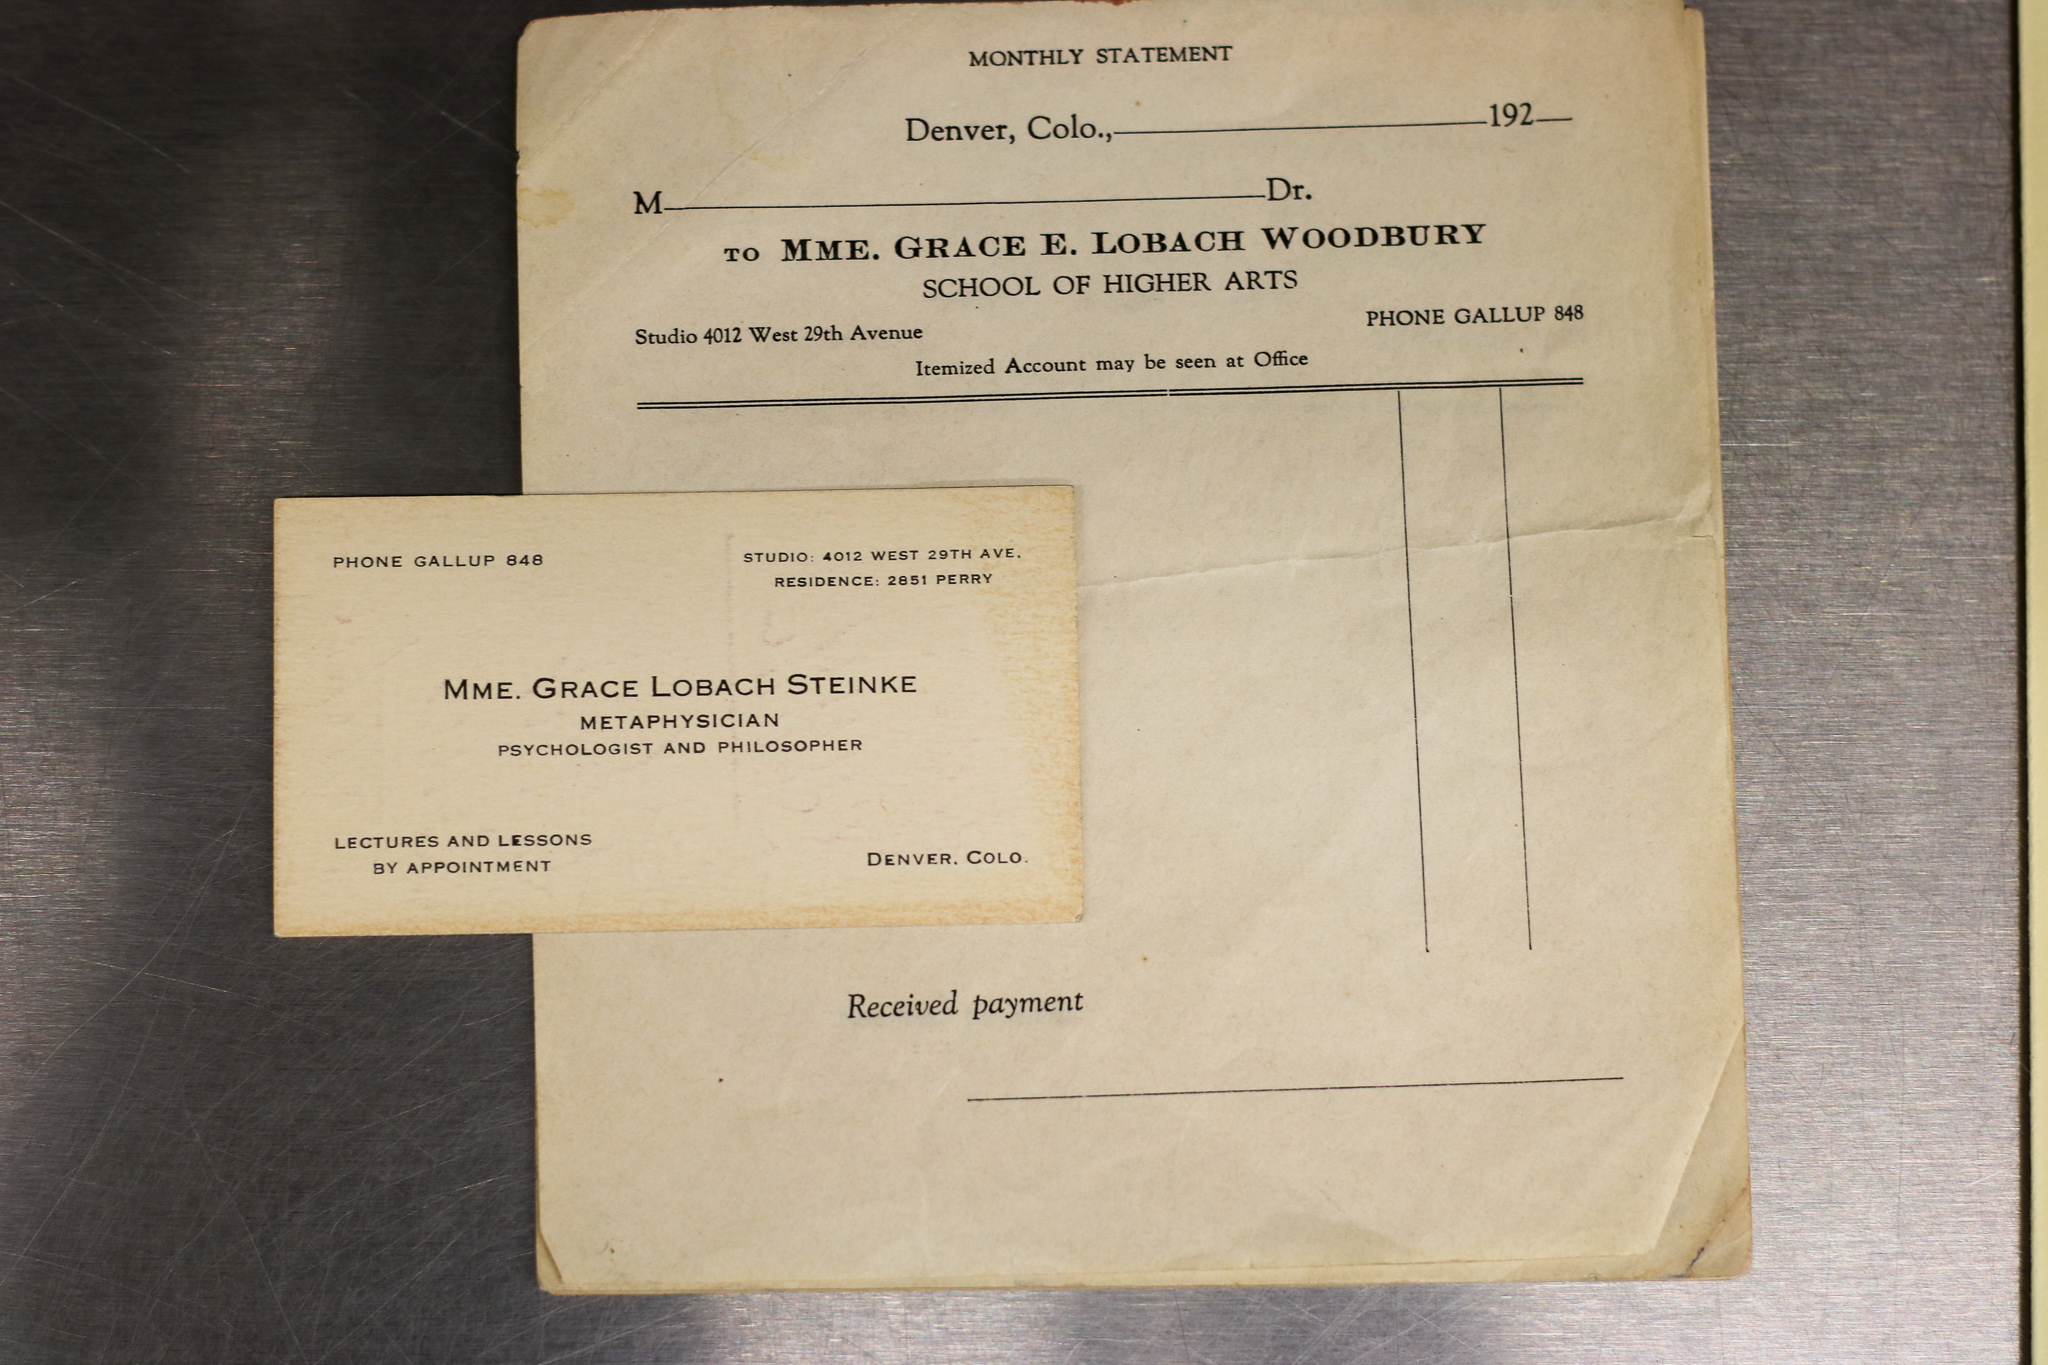 MONTHLY STATEMENT
Denver, Colo., 192
M Dr.
TO MME. GRACE E. LOBACH WOODBURY
SCHOOL OF HIGHER ARTS
Studio 4012 West 29th Avenue PHONE GALLUP 848
Itemized Account may be seen at Office
PHONE GALLUP 848
STUDIO: 4012 WEST 29TH AVE.
RESIDENCE: 2851 PERRY
MME. GRACE LOBACH STEINKE
METAPHYSICIAN
PSYCHOLOGIST AND PHILOSOPHER
LECTURES AND LESSONS
BY APPOINTMENT
DENVER, COLO.
Received payment